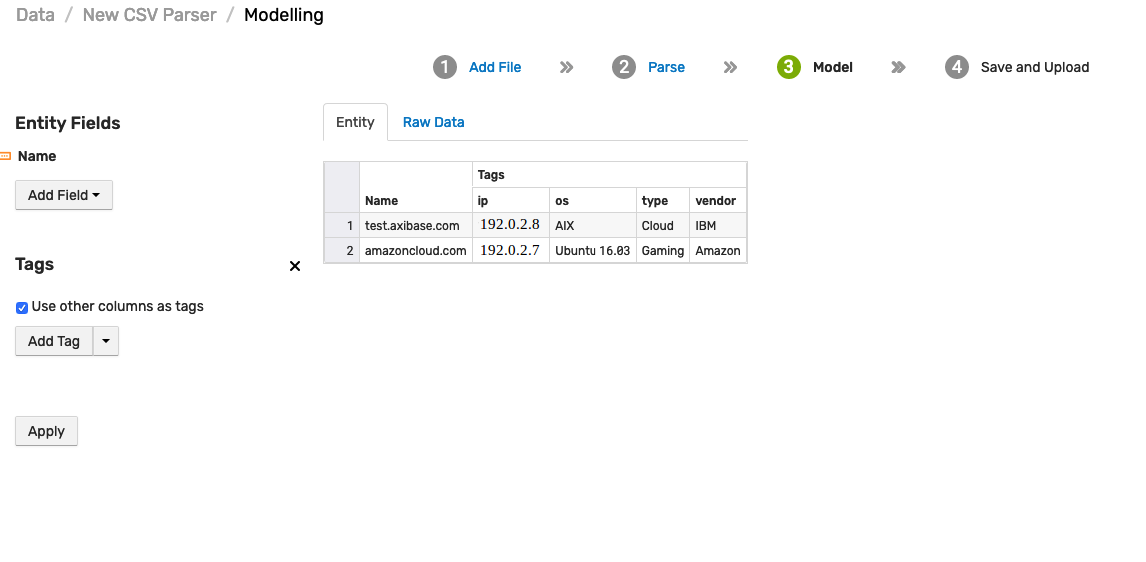 Data / New CSV Parser / Modelling
1 Add File » 2 Parse » 3 Model » 4 Save and Upload
Entity Fields
Name
Add Field
Tags
Use other columns as tags
Add Tag
Apply
Entity Raw Data
Tags
Name ip os type vendor
1 test.axibase.com 192.0.2.8 AIX Cloud IBM
2 amazoncloud.com 192.0.2.7 Ubuntu 16.03 Gaming Amazon